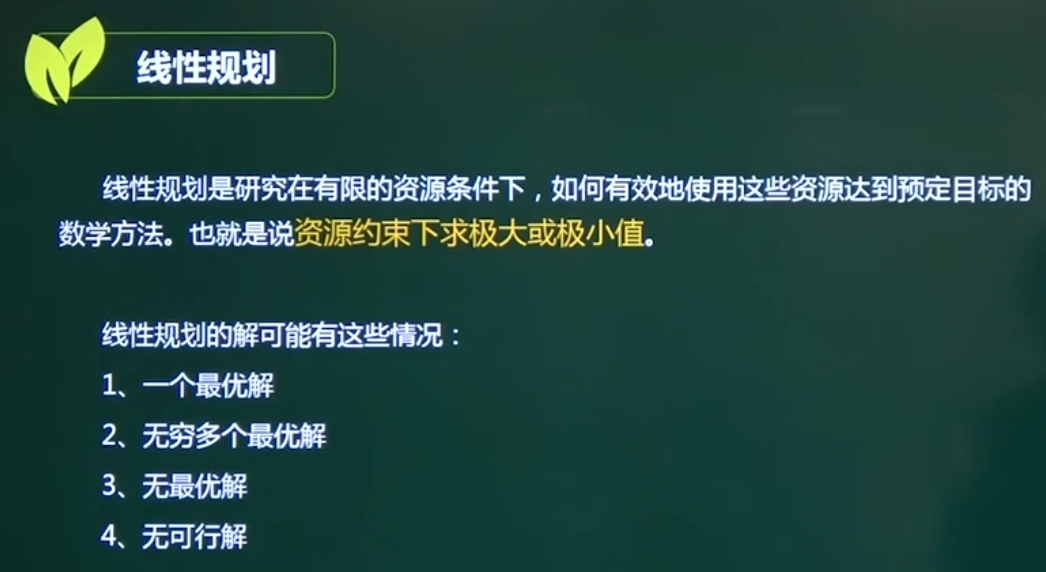 线性规划
线性规划是研究在有限的资源条件下，如何有效地使用这些资源达到预定目标的
数学方法。也就是说资源约束下求极大或极小值。
线性规划的解可能有这些情况：
1、一个最优解
2、无穷多个最优解
3、无最优解
4、无可行解